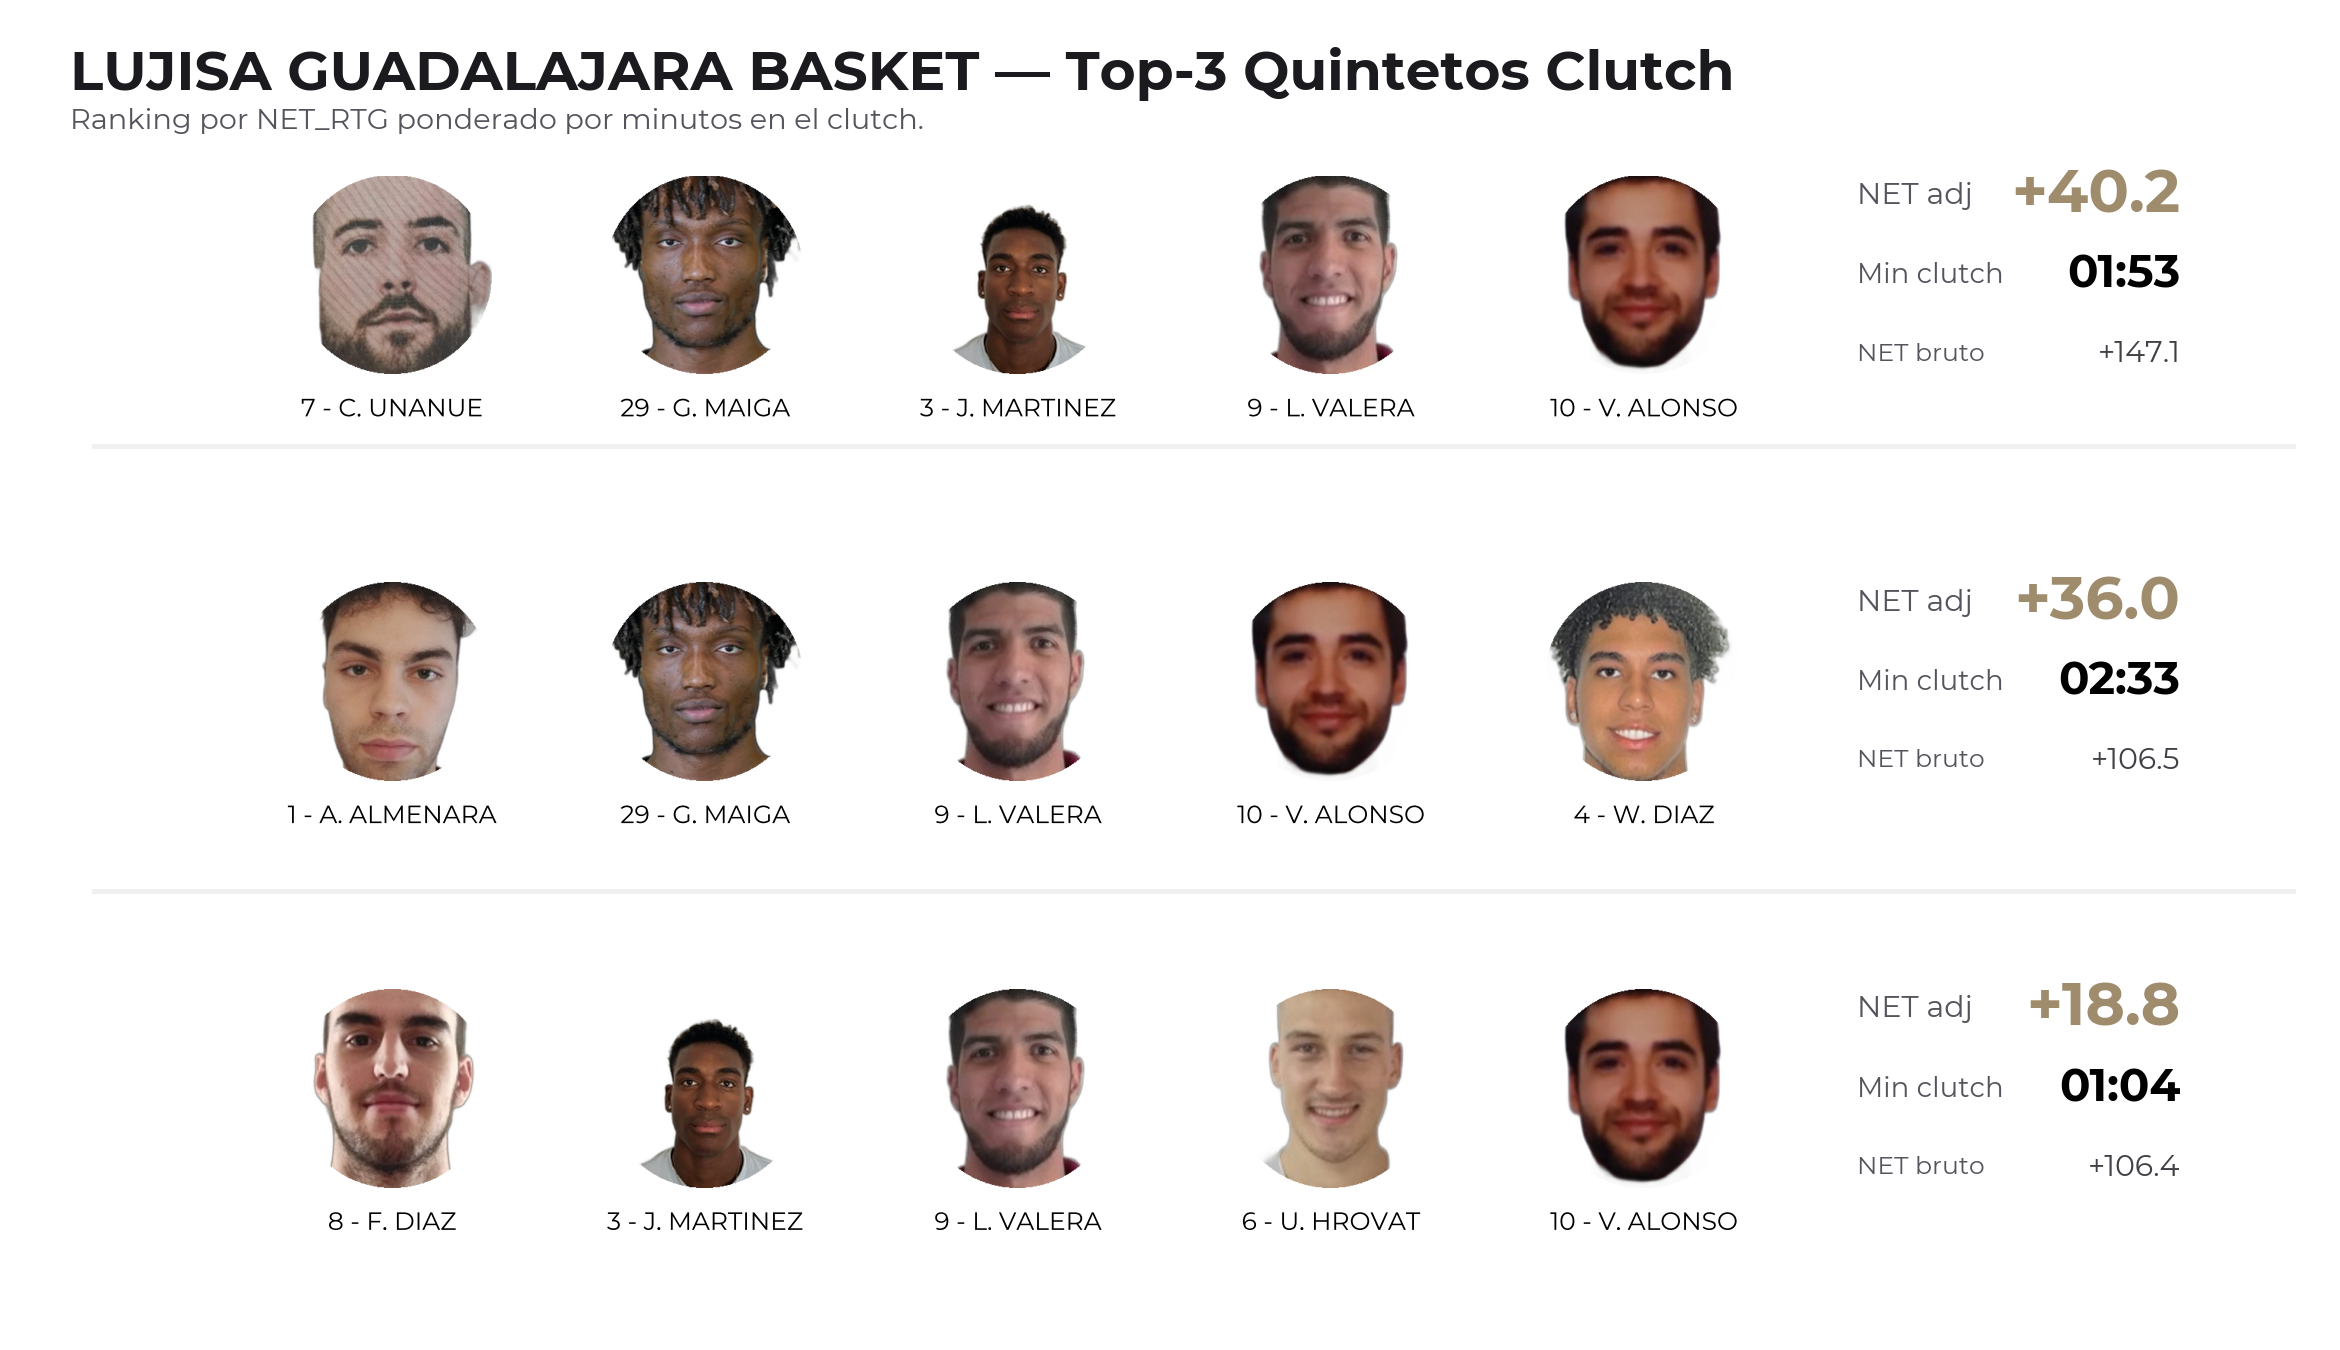 LUJISA GUADALAJARA BASKET — Top-3 Quintetos Clutch
Ranking por NET_RTG ponderado por minutos en el clutch.
NET adj +40.2
Min clutch 01:53
NET bruto +147.1
7 - C. UNANUE 29 - G. MAIGA 3 - J. MARTINEZ 9 - L. VALERA 10 - V. ALONSO
NET adj +36.0
Min clutch 02:33
NET bruto +106.5
1 - A. ALMENARA 29 - G. MAIGA 9 - L. VALERA 10 - V. ALONSO 4 - W. DIAZ
NET adj +18.8
Min clutch 01:04
NET bruto +106.4
8 - F. DIAZ 3 - J. MARTINEZ 9 - L. VALERA 6 - U. HROVAT 10 - V. ALONSO